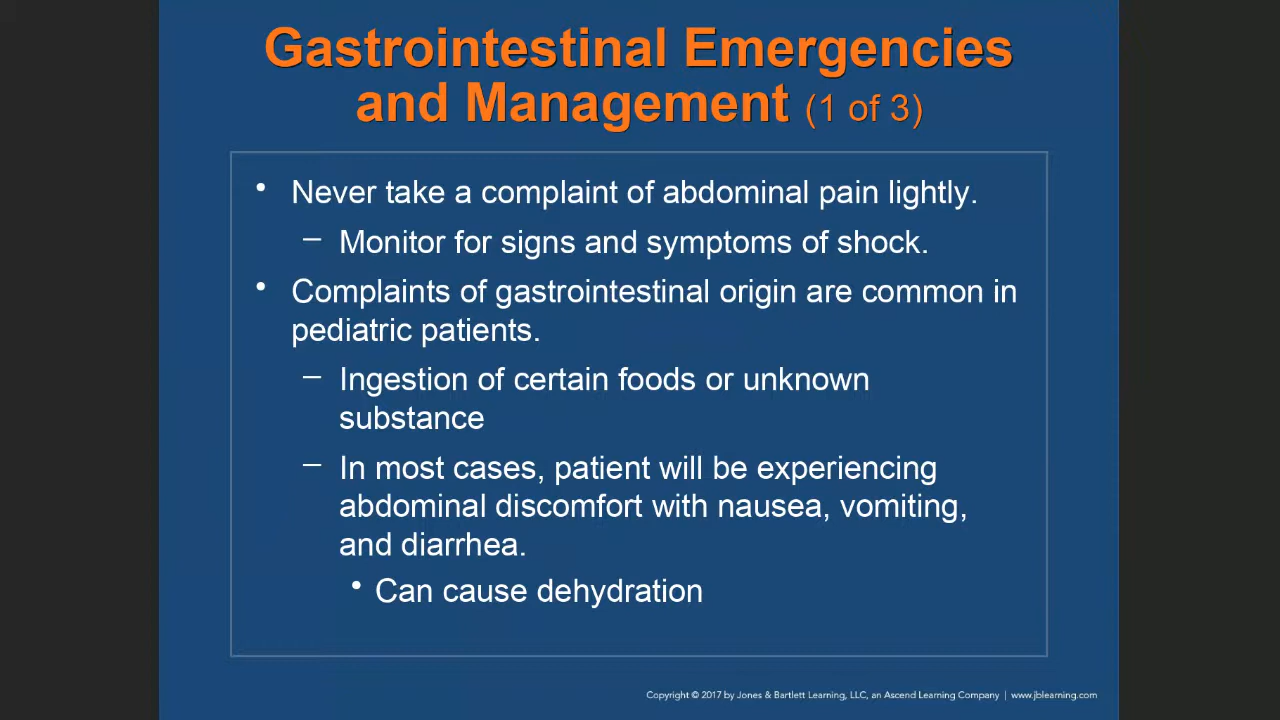 Gastrointestinal Emergencies
and Management (1 of 3)
• Never take a complaint of abdominal pain lightly.
– Monitor for signs and symptoms of shock.
• Complaints of gastrointestinal origin are common in
pediatric patients.
– Ingestion of certain foods or unknown
substance
– In most cases, patient will be experiencing
abdominal discomfort with nausea, vomiting,
and diarrhea.
• Can cause dehydration
Copyright © 2017 by Jones & Bartlett Learning, LLC, an Ascend Learning Company | www.jblearning.com